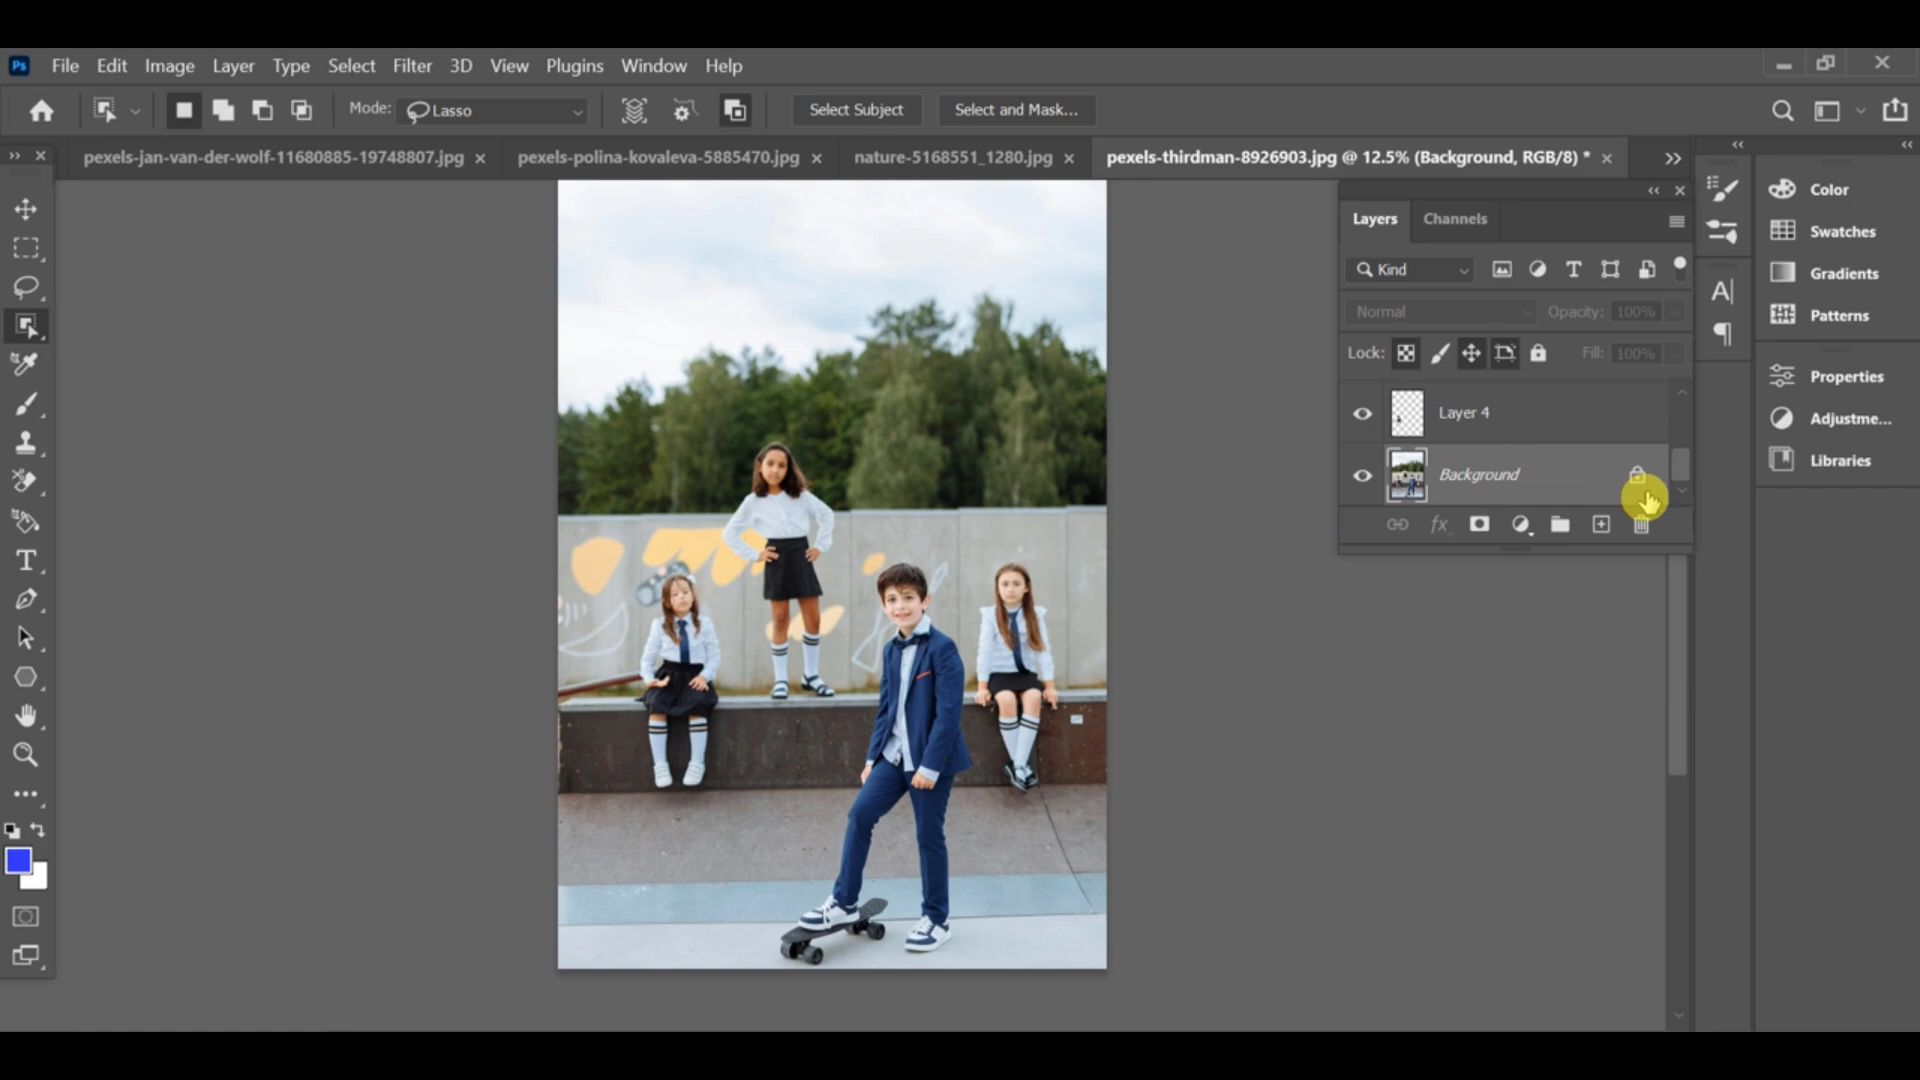 Ps File Edit Image Layer Type Select Filter 3D View Plugins Window Help
Mode: Lasso Select Subject Select and Mask...
pexels-jan-van-der-wolf-11680885-19748807.jpg pexels-polina-kovaleva-5885470.jpg nature-5168551_1280.jpg pexels-thirdman-8926903.jpg @ 12.5% (Background, RGB/8) *
Layers Channels
Kind
Normal Opacity: 100%
Lock: Fill: 100%
Layer 4
Background
fx
Color
Swatches
Gradients
Patterns
Properties
Adjustme...
Libraries